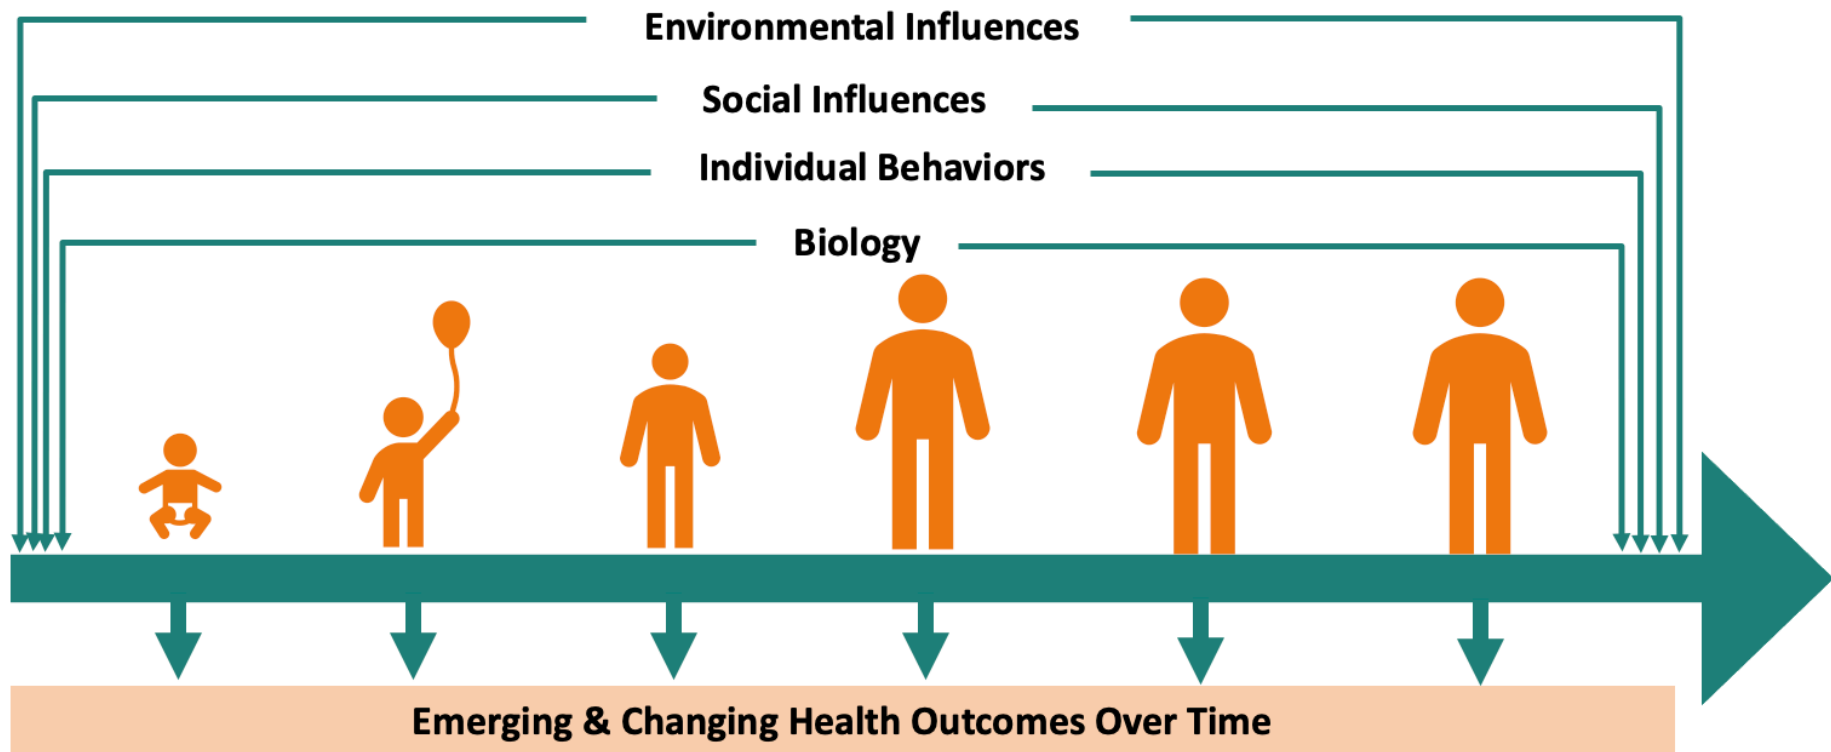 Environmental Influences
Social Influences
Individual Behaviors
Biology
Emerging & Changing Health Outcomes Over Time